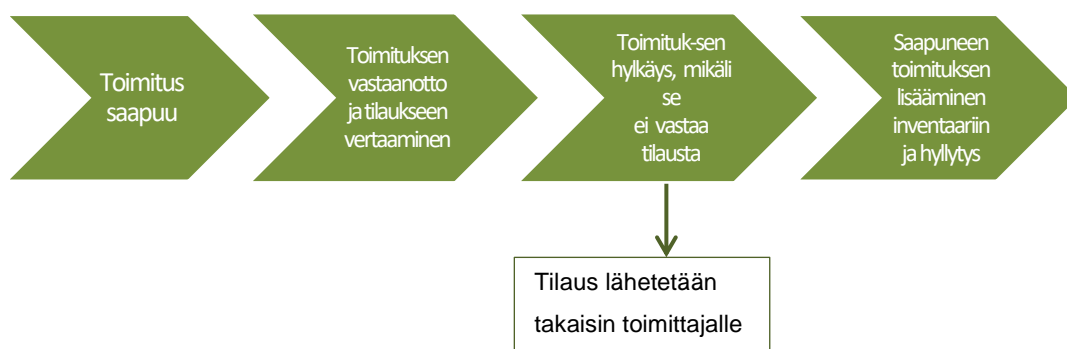 Toimitus
saapuu
Toimituksen
vastaanotto
ja tilaukseen
vertaaminen
Toimituk-sen
hylkäys, mikäli
se
ei vastaa
tilausta
Saapuneen
toimituksen
lisääminen
inventaariin
ja hyllytys
Tilaus lähetetään
takaisin toimittajalle